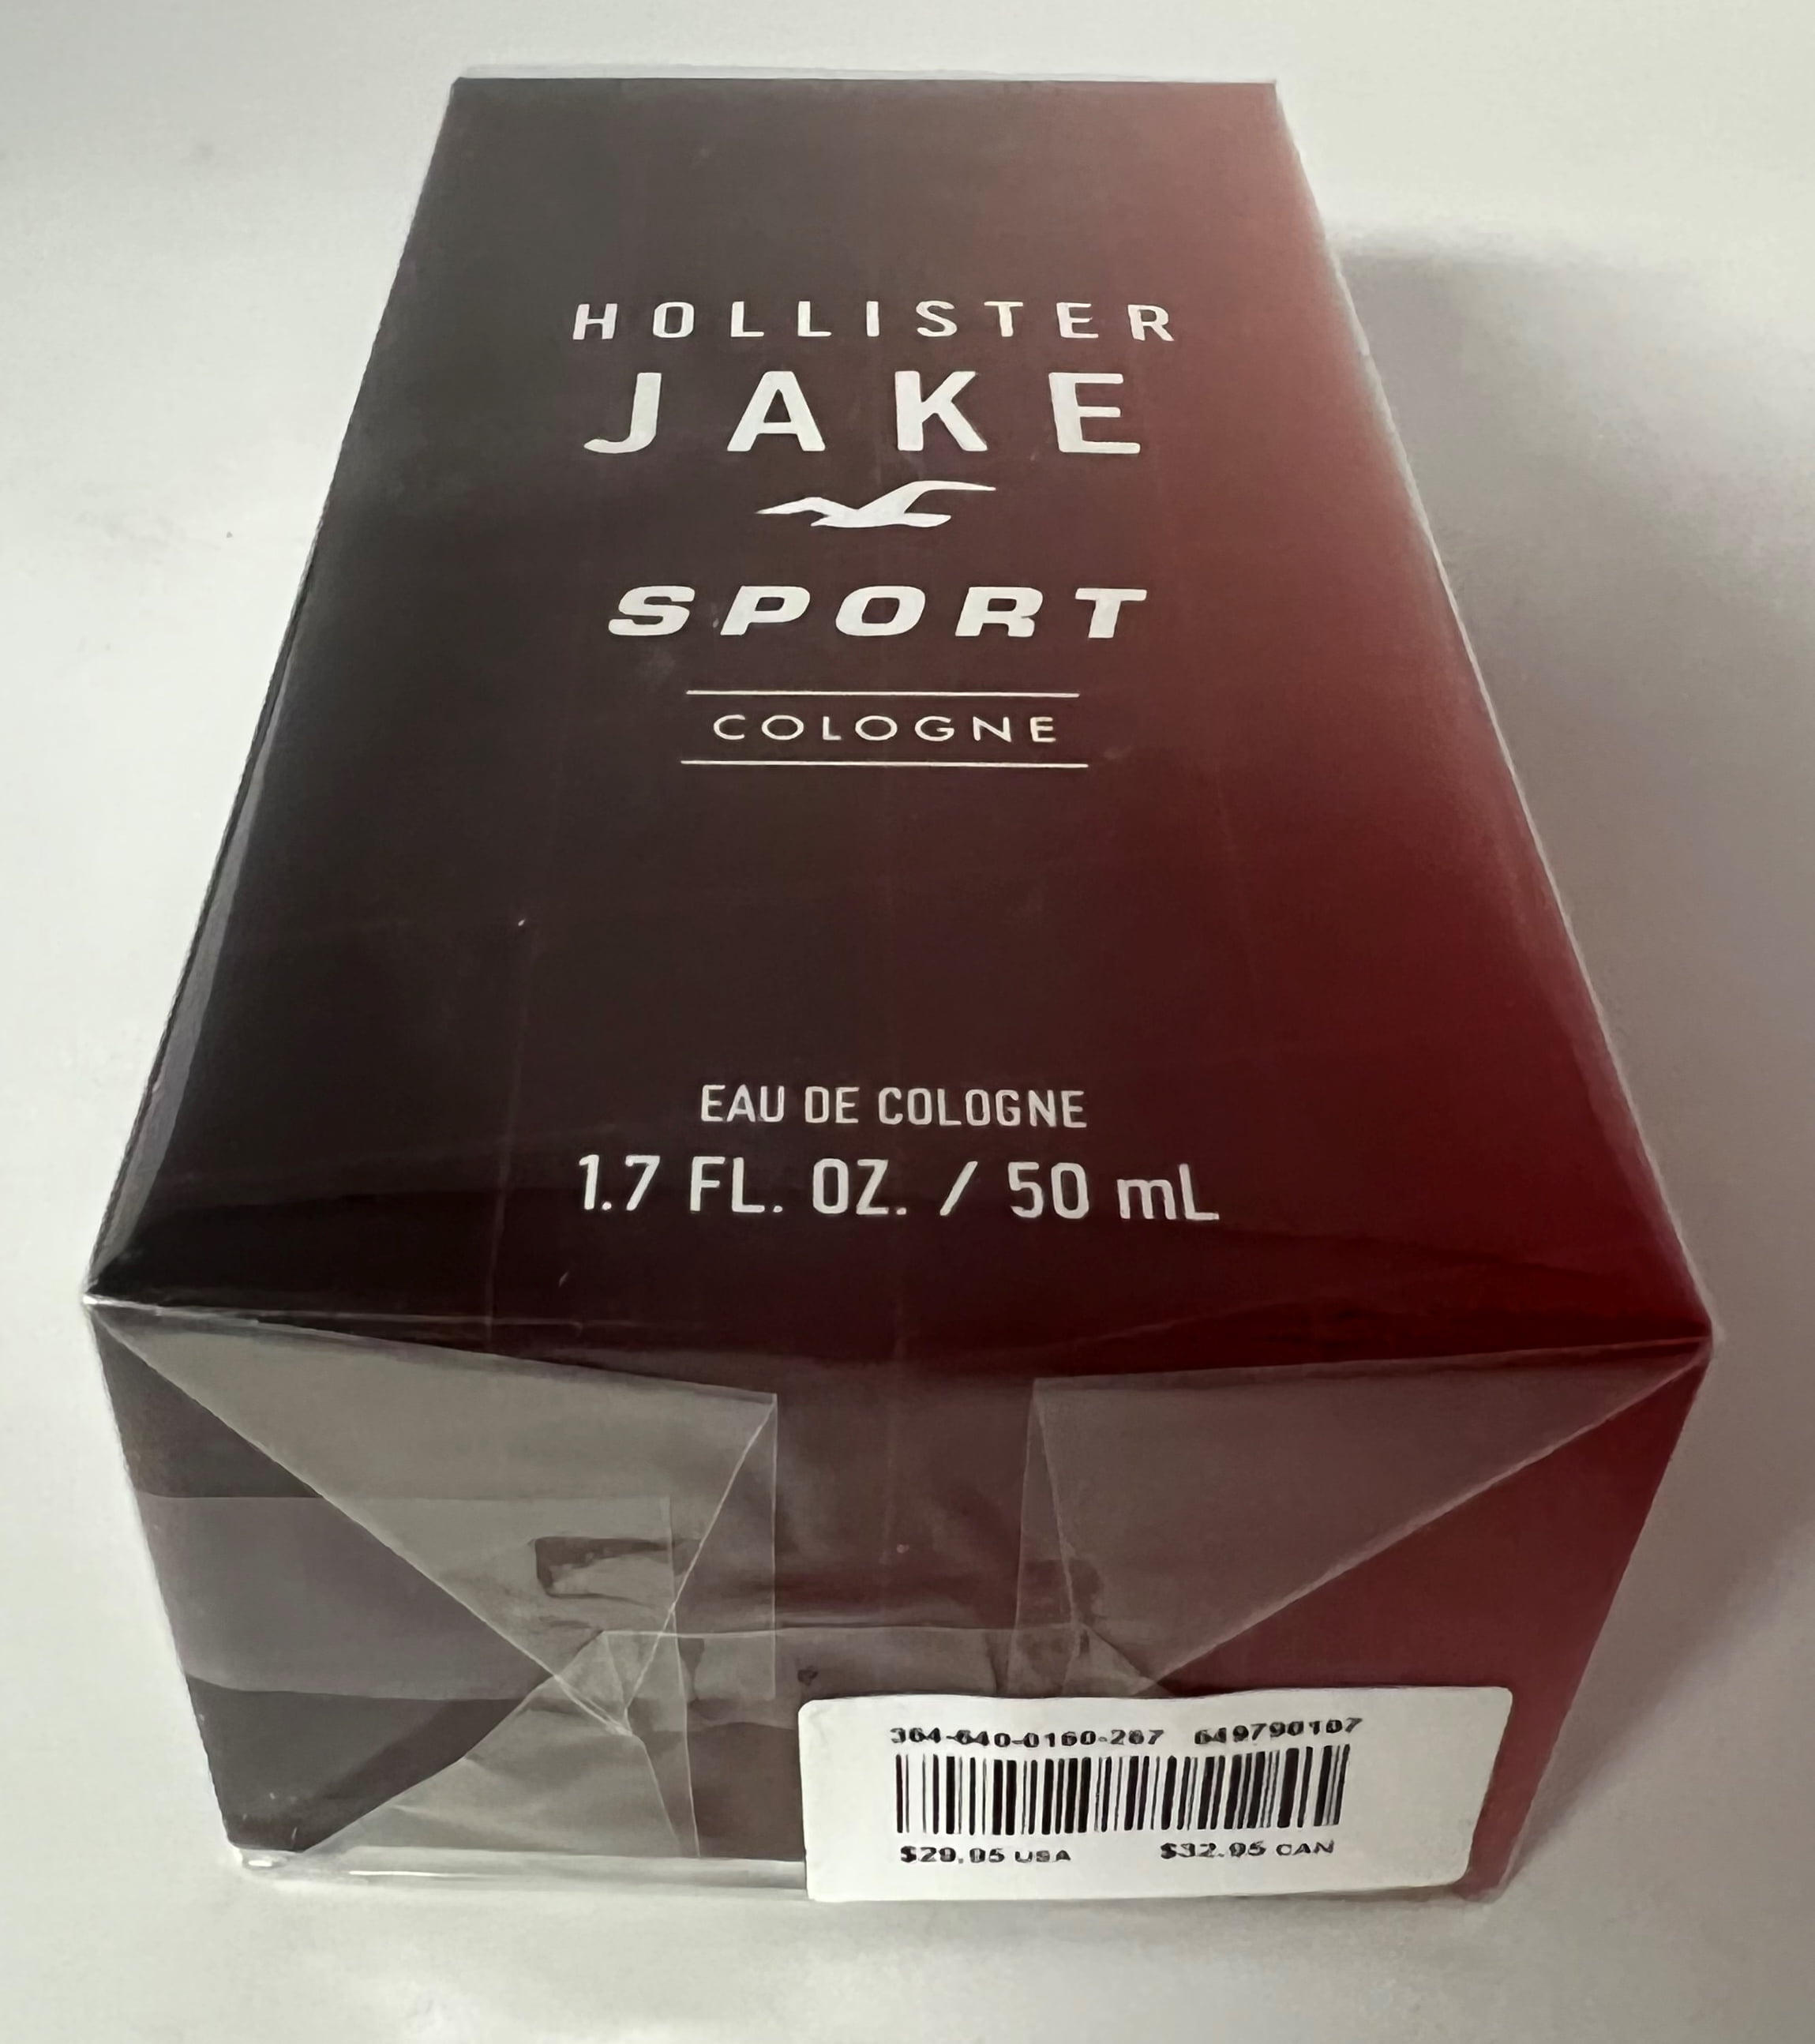 HOLLISTER
JAKE
SPORT
COLOGNE
EAU DE COLOGNE
1.7 FL. OZ. / 50 mL
364-640-0160-267 649790107
$29.95 USA $32.95 CAN